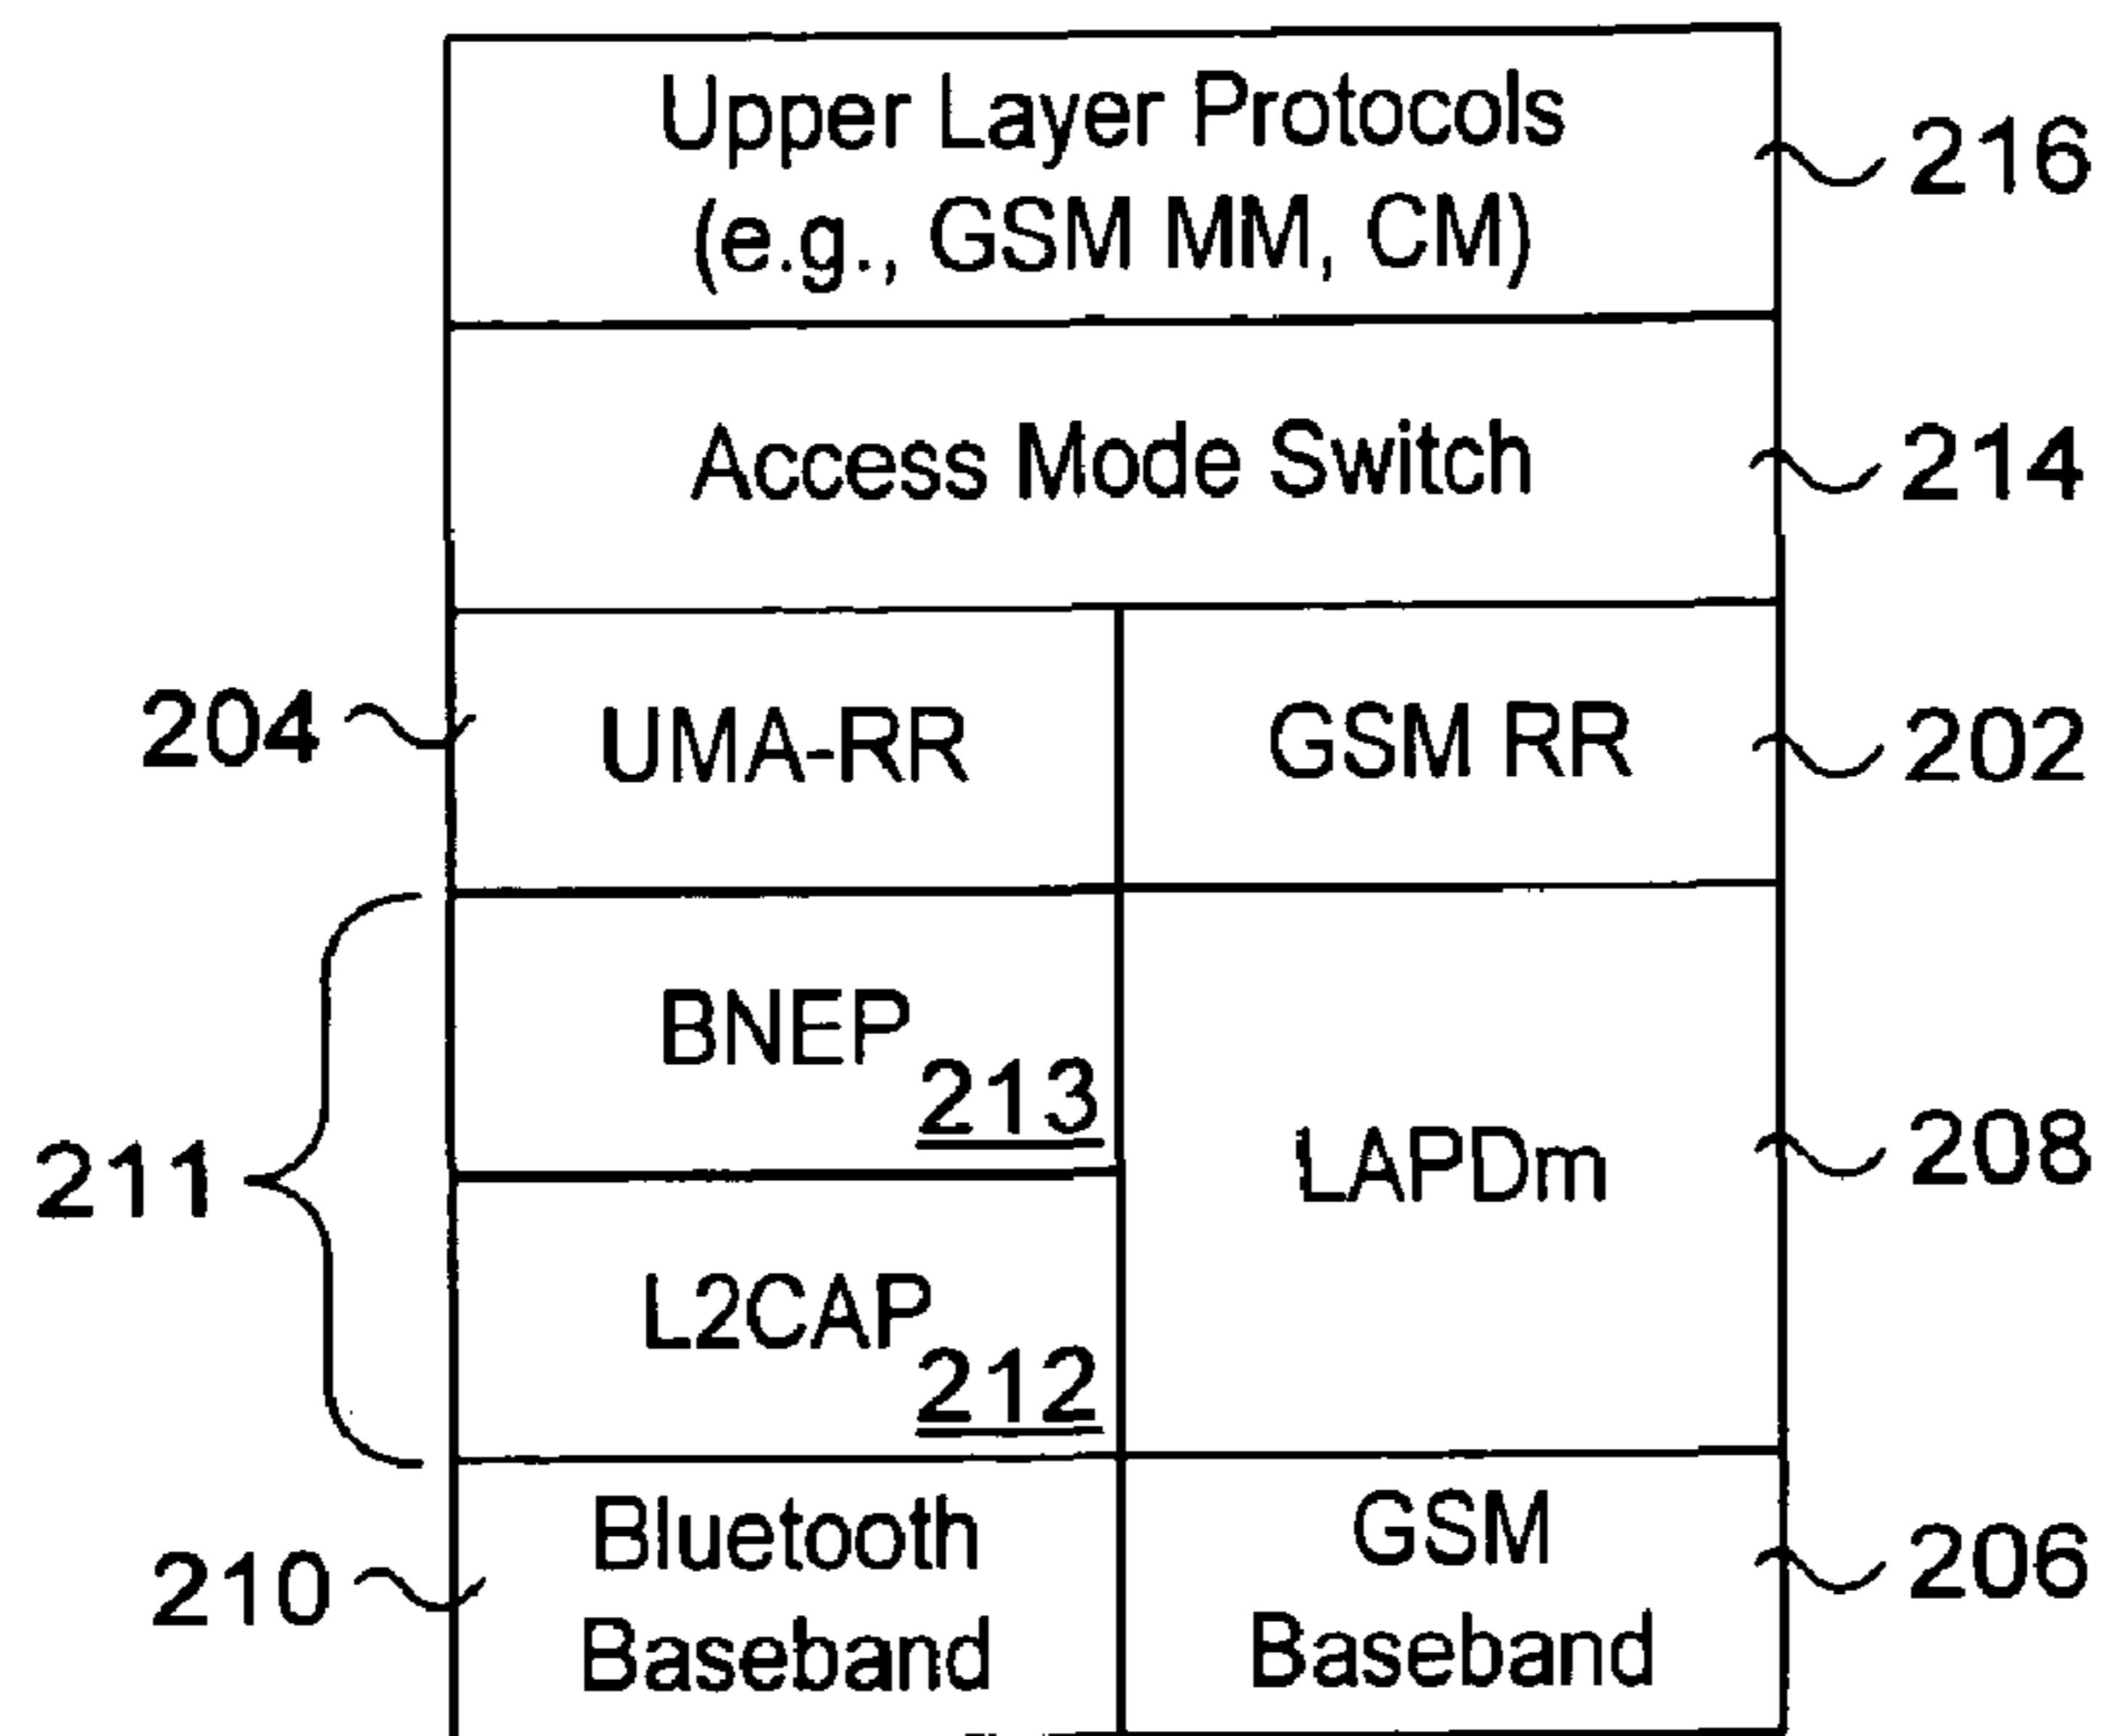 Upper Layer Protocols
(e.g., GSM MM, CM)
216
Access Mode Switch
214
204
UMA-RR
GSM RR
202
BNEP
213
211
LAPDm
208
L2CAP
212
210
Bluetooth
Baseband
GSM
Baseband
206